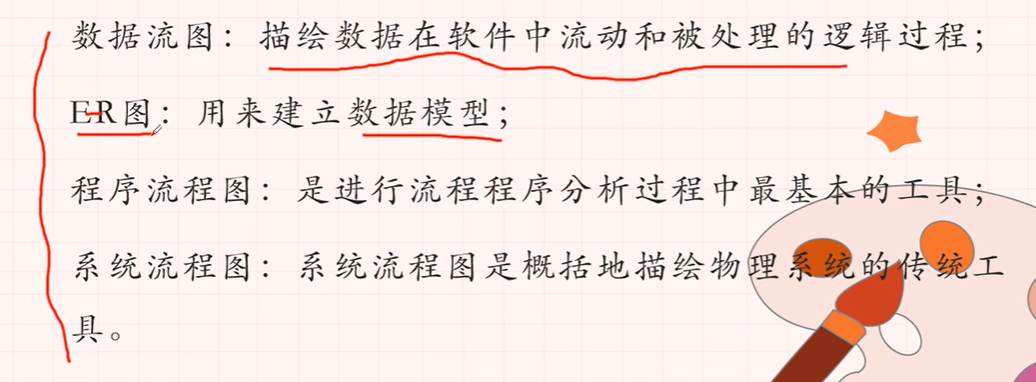 数据流图：描绘数据在软件中流动和被处理的逻辑过程；
ER图：用来建立数据模型；
程序流程图：是进行流程程序分析过程中最基本的工具；
系统流程图：系统流程图是概括地描绘物理系统的传统工
具。